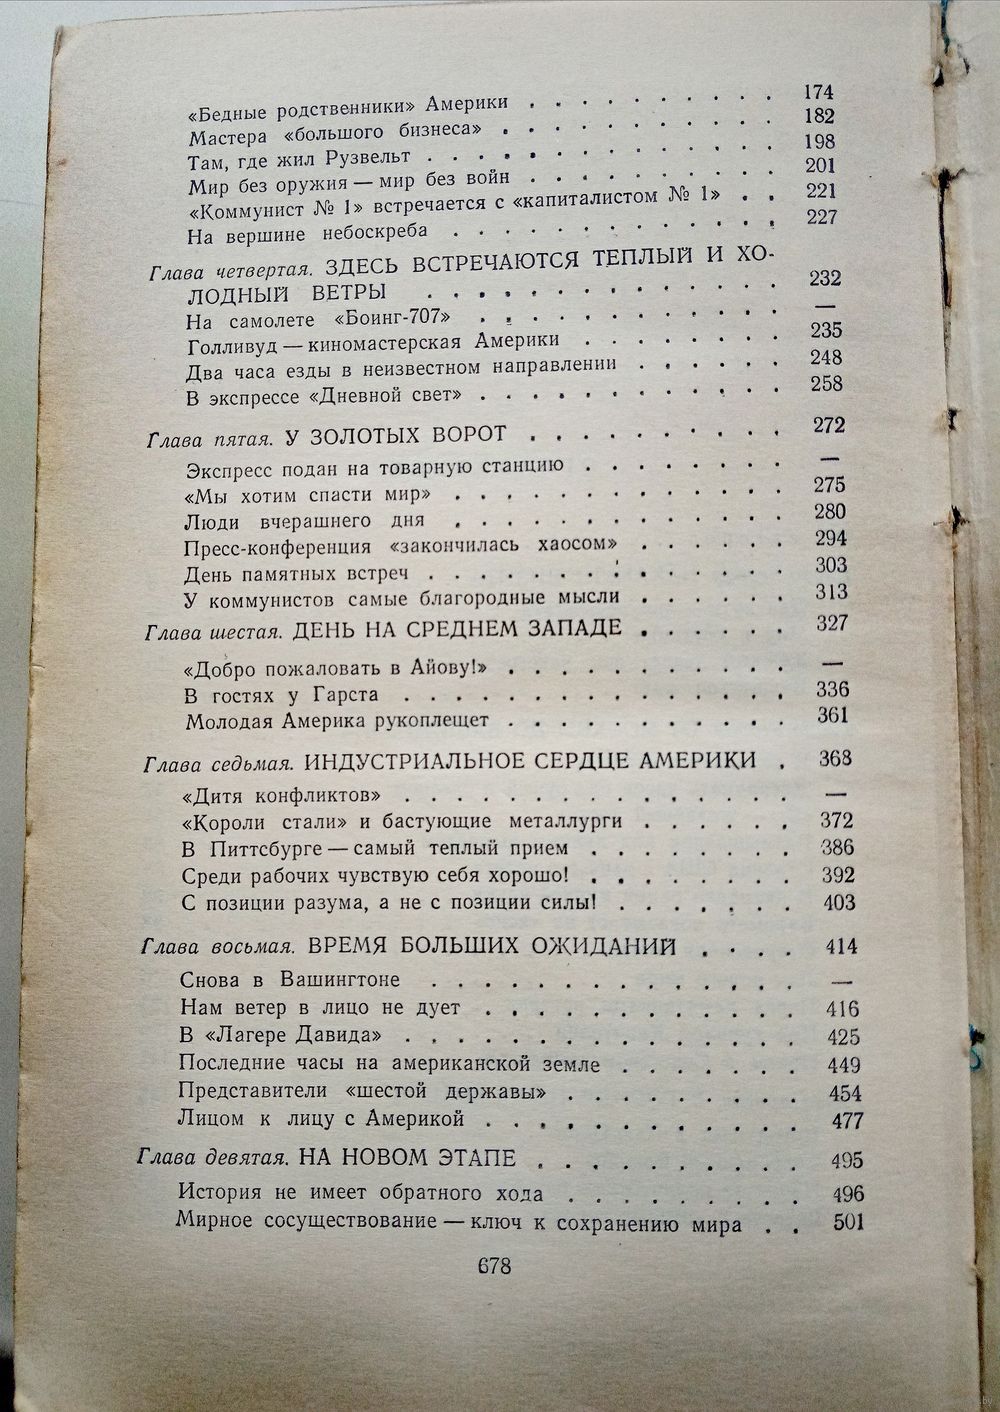 «Бедные родственники» Америки . . . . . . . . . . 174
Мастера «большого бизнеса» . . . . . . . . . . . 182
Там, где жил Рузвельт . . . . . . . . . . . . . . 198
Мир без оружия — мир без войн . . . . . . . . . . 201
«Коммунист № 1» встречается с «капиталистом № 1» . . 221
На вершине небоскреба . . . . . . . . . . . . . 227
Глава четвертая. ЗДЕСЬ ВСТРЕЧАЮТСЯ ТЕПЛЫЙ И ХО-
ЛОДНЫЙ ВЕТРЫ . . . . . . . . . . . . . . 232
На самолете «Боинг-707» . . . . . . . . . . . . —
Голливуд — киномастерская Америки . . . . . . . . 235
Два часа езды в неизвестном направлении . . . . . . 248
В экспрессе «Дневной свет» . . . . . . . . . . . . 258
Глава пятая. У ЗОЛОТЫХ ВОРОТ . . . . . . . . . . 272
Экспресс подан на товарную станцию . . . . . . . . —
«Мы хотим спасти мир» . . . . . . . . . . . . . 275
Люди вчерашнего дня . . . . . . . . . . . . . 280
Пресс-конференция «закончилась хаосом» . . . . . . 294
День памятных встреч . . . . . . . . . . . . . . 303
У коммунистов самые благородные мысли . . . . . . 313
Глава шестая. ДЕНЬ НА СРЕДНЕМ ЗАПАДЕ . . . . . . 327
«Добро пожаловать в Айову!» . . . . . . . . . . . —
В гостях у Гарста . . . . . . . . . . . . . . . 336
Молодая Америка рукоплещет . . . . . . . . . . . 361
Глава седьмая. ИНДУСТРИАЛЬНОЕ СЕРДЦЕ АМЕРИКИ . 368
«Дитя конфликтов» . . . . . . . . . . . . . . . —
«Короли стали» и бастующие металлурги . . . . . . 372
В Питтсбурге — самый теплый прием . . . . . . . . 386
Среди рабочих чувствую себя хорошо! . . . . . . . . 392
С позиции разума, а не с позиции силы! . . . . . . . 403
Глава восьмая. ВРЕМЯ БОЛЬШИХ ОЖИДАНИЙ . . . . 414
Снова в Вашингтоне . . . . . . . . . . . . . . —
Нам ветер в лицо не дует . . . . . . . . . . . . 416
В «Лагере Давида» . . . . . . . . . . . . . . . 425
Последние часы на американской земле . . . . . . . 449
Представители «шестой державы» . . . . . . . . . 454
Лицом к лицу с Америкой . . . . . . . . . . . . 477
Глава девятая. НА НОВОМ ЭТАПЕ . . . . . . . . . . 495
История не имеет обратного хода . . . . . . . . . 496
Мирное сосуществование — ключ к сохранению мира . . 501
678